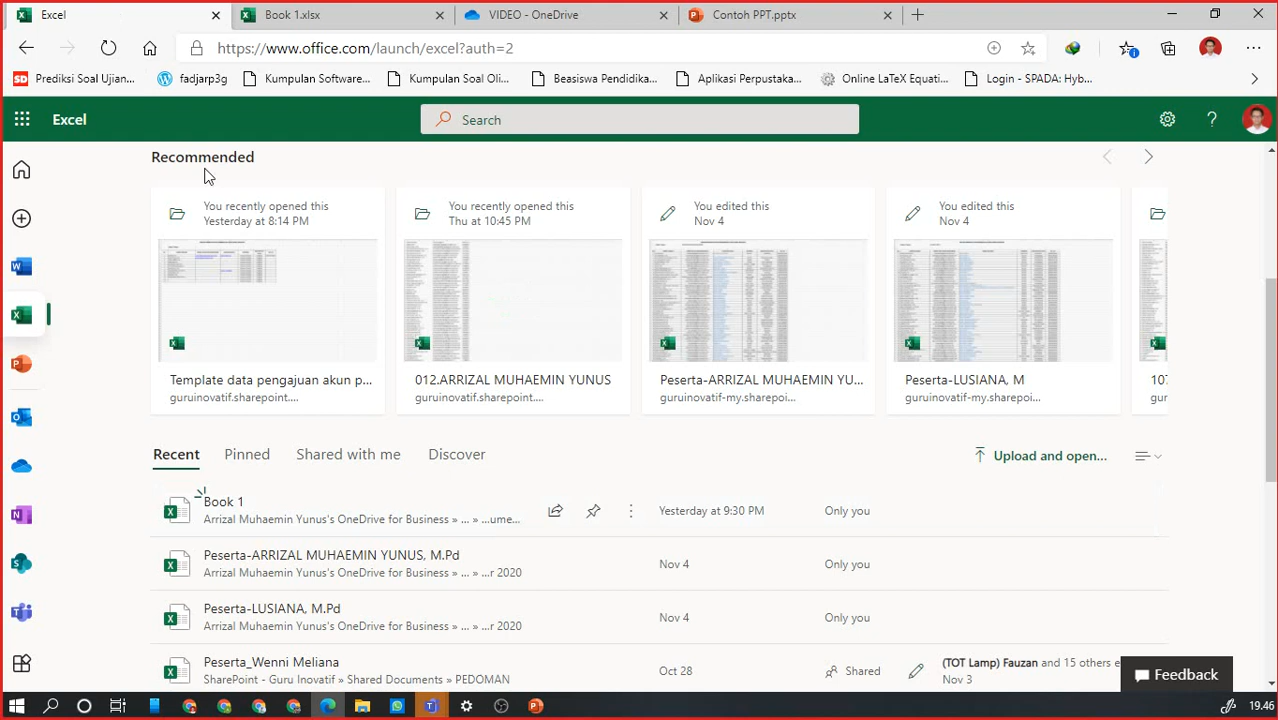 Excel
Book 1.xlsx
VIDEO - OneDrive
Contoh PPT.pptx
https://www.office.com/launch/excel?auth=2
SD Prediksi Soal Ujian...
fadjarp3g
Kumpulan Software...
Kumpulan Soal Oli...
Beasiswa Pendidika...
Aplikasi Perpustaka...
Online LaTeX Equati...
Login - SPADA: Hyb...
Excel
Search
?
Recommended
You recently opened this
Yesterday at 8:14 PM
You recently opened this
Thu at 10:45 PM
You edited this
Nov 4
You edited this
Nov 4
Template data pengajuan akun p...
guruinovatif.sharepoint....
012.ARRIZAL MUHAEMIN YUNUS
guruinovatif.sharepoint....
Peserta-ARRIZAL MUHAEMIN YU...
guruinovatif-my.sharepoi...
Peserta-LUSIANA, M
guruinovatif-my.sharepoi...
Recent
Pinned
Shared with me
Discover
Upload and open...
Book 1
Arrizal Muhaemin Yunus's OneDrive for Business » ... » ...ume...
Yesterday at 9:30 PM
Only you
Peserta-ARRIZAL MUHAEMIN YUNUS, M.Pd
Arrizal Muhaemin Yunus's OneDrive for Business » ... » ...r 2020
Nov 4
Only you
Peserta-LUSIANA, M.Pd
Arrizal Muhaemin Yunus's OneDrive for Business » ... » ...r 2020
Nov 4
Only you
Peserta_Wenni Meliana
SharePoint - Guru Inovatif » Shared Documents » PEDOMAN
Oct 28
Shared
(TOT Lamp) Fauzan and 15 others e
Nov 3
Feedback
19.46